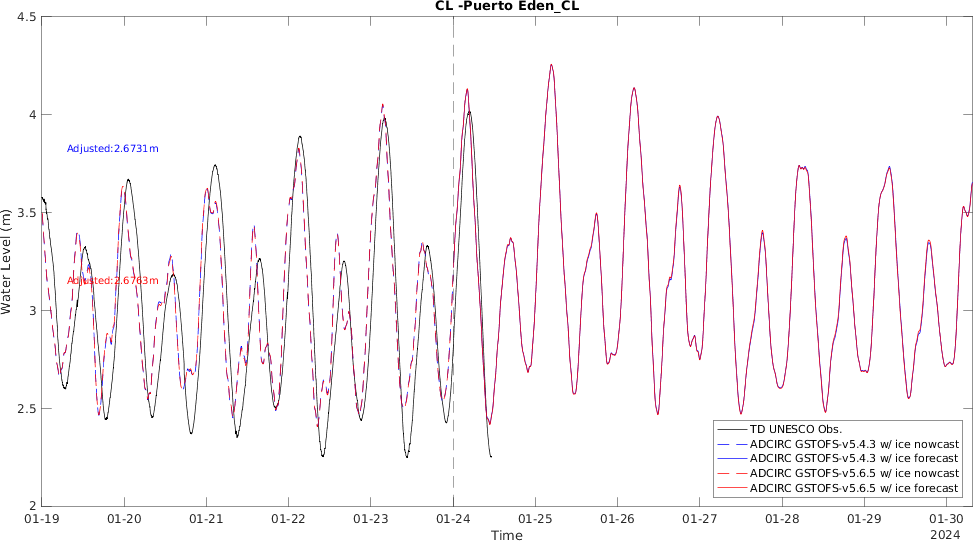 CL -Puerto Eden_CL
4.5
4
3.5
3
2.5
2
Water Level (m)
Adjusted:2.6731m
Adjusted:2.6763m
TD UNESCO Obs.
ADCIRC GSTOFS-v5.4.3 w/ ice nowcast
ADCIRC GSTOFS-v5.4.3 w/ ice forecast
ADCIRC GSTOFS-v5.6.5 w/ ice nowcast
ADCIRC GSTOFS-v5.6.5 w/ ice forecast
01-19 01-20 01-21 01-22 01-23 01-24 01-25 01-26 01-27 01-28 01-29 01-30
Time
2024